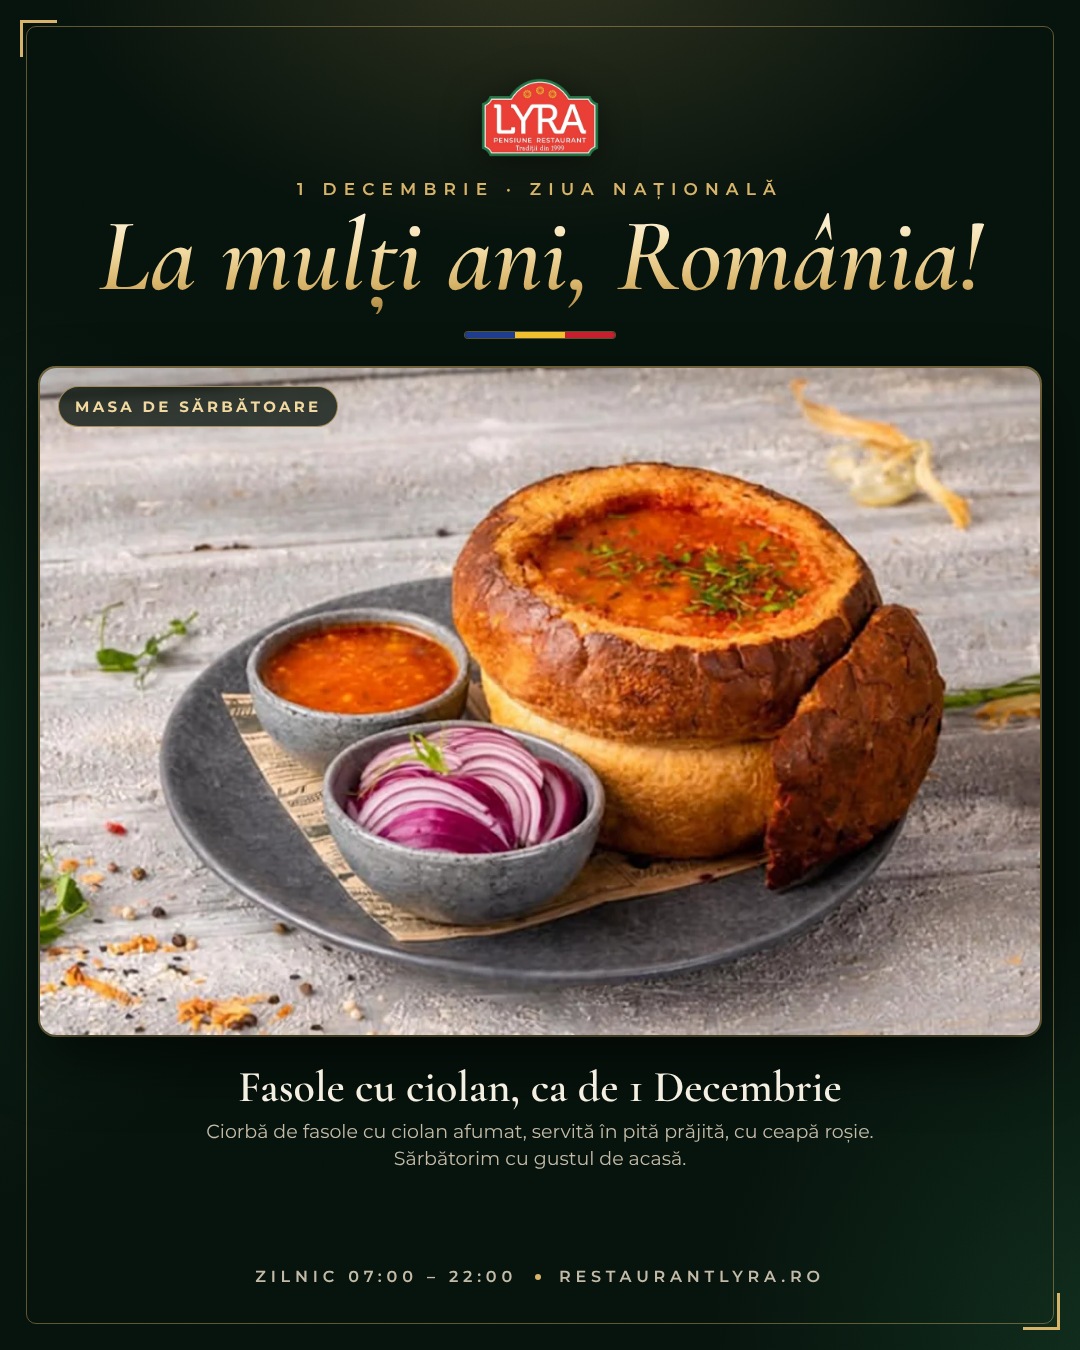 LYRA
PENSIUNE RESTAURANT
Tradiții din 1999
1 DECEMBRIE · ZIUA NAȚIONALĂ
La mulți ani, România!
MASA DE SĂRBĂTOARE
Fasole cu ciolan, ca de 1 Decembrie
Ciorbă de fasole cu ciolan afumat, servită în pită prăjită, cu ceapă roșie.
Sărbătorim cu gustul de acasă.
ZILNIC 07:00 – 22:00 • RESTAURANTLYRA.RO